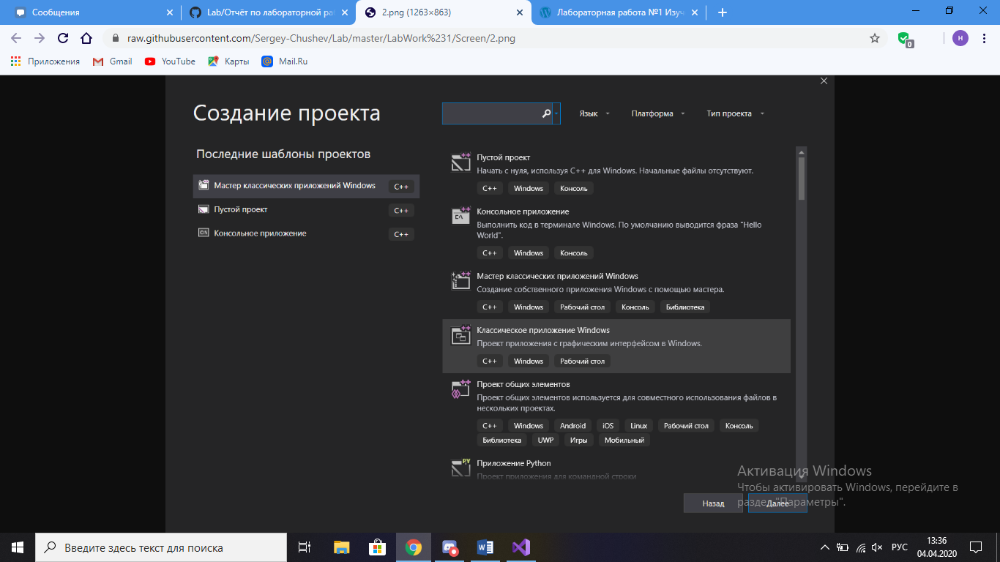 Сообщения
Lab/Отчёт по лабораторной ра
2.png (1263×863)
Лабораторная работа №1 Изуч
raw.githubusercontent.com/Sergey-Chushev/Lab/master/LabWork%231/Screen/2.png
0
H
Приложения
Gmail
YouTube
Карты
Mail.Ru
Создание проекта
Язык
Платформа
Тип проекта
Последние шаблоны проектов
Мастер классических приложений Windows C++
Пустой проект C++
Консольное приложение C++
Пустой проект
Начать с нуля, используя C++ для Windows. Начальные файлы отсутствуют.
C++ Windows Консоль
Консольное приложение
Выполнить код в терминале Windows. По умолчанию выводится фраза "Hello
World".
C++ Windows Консоль
Мастер классических приложений Windows
Создание собственного приложения Windows с помощью мастера.
C++ Windows Рабочий стол Консоль Библиотека
Классическое приложение Windows
Проект приложения с графическим интерфейсом в Windows.
C++ Windows Рабочий стол
Проект общих элементов
Проект общих элементов используется для совместного использования файлов в
нескольких проектах.
C++ Windows Android iOS Linux Рабочий стол Консоль
Библиотека UWP Игры Мобильный
Приложение Python
Проект приложения для командной строки
Назад
Далее
Активация Windows
Чтобы активировать Windows, перейдите в
раздел "Параметры".
Введите здесь текст для поиска
РУС
13:36
04.04.2020